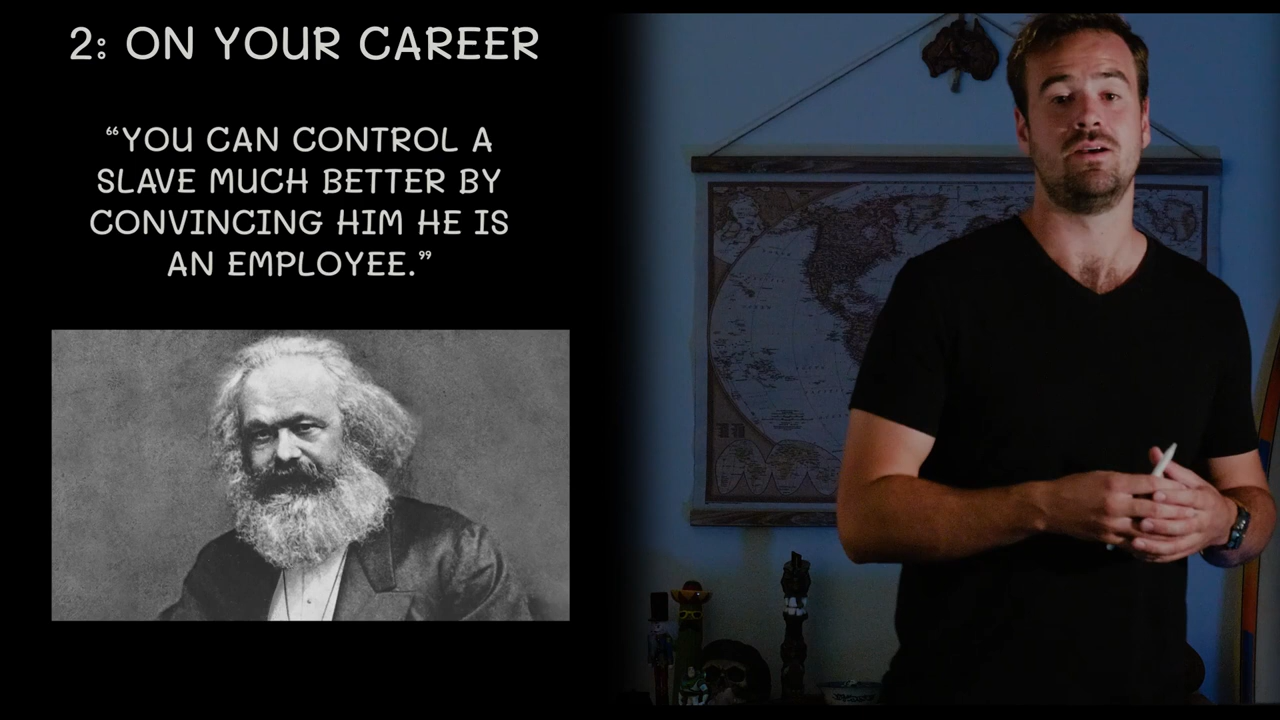 2: ON YOUR CAREER
“YOU CAN CONTROL A
SLAVE MUCH BETTER BY
CONVINCING HIM HE IS
AN EMPLOYEE.”